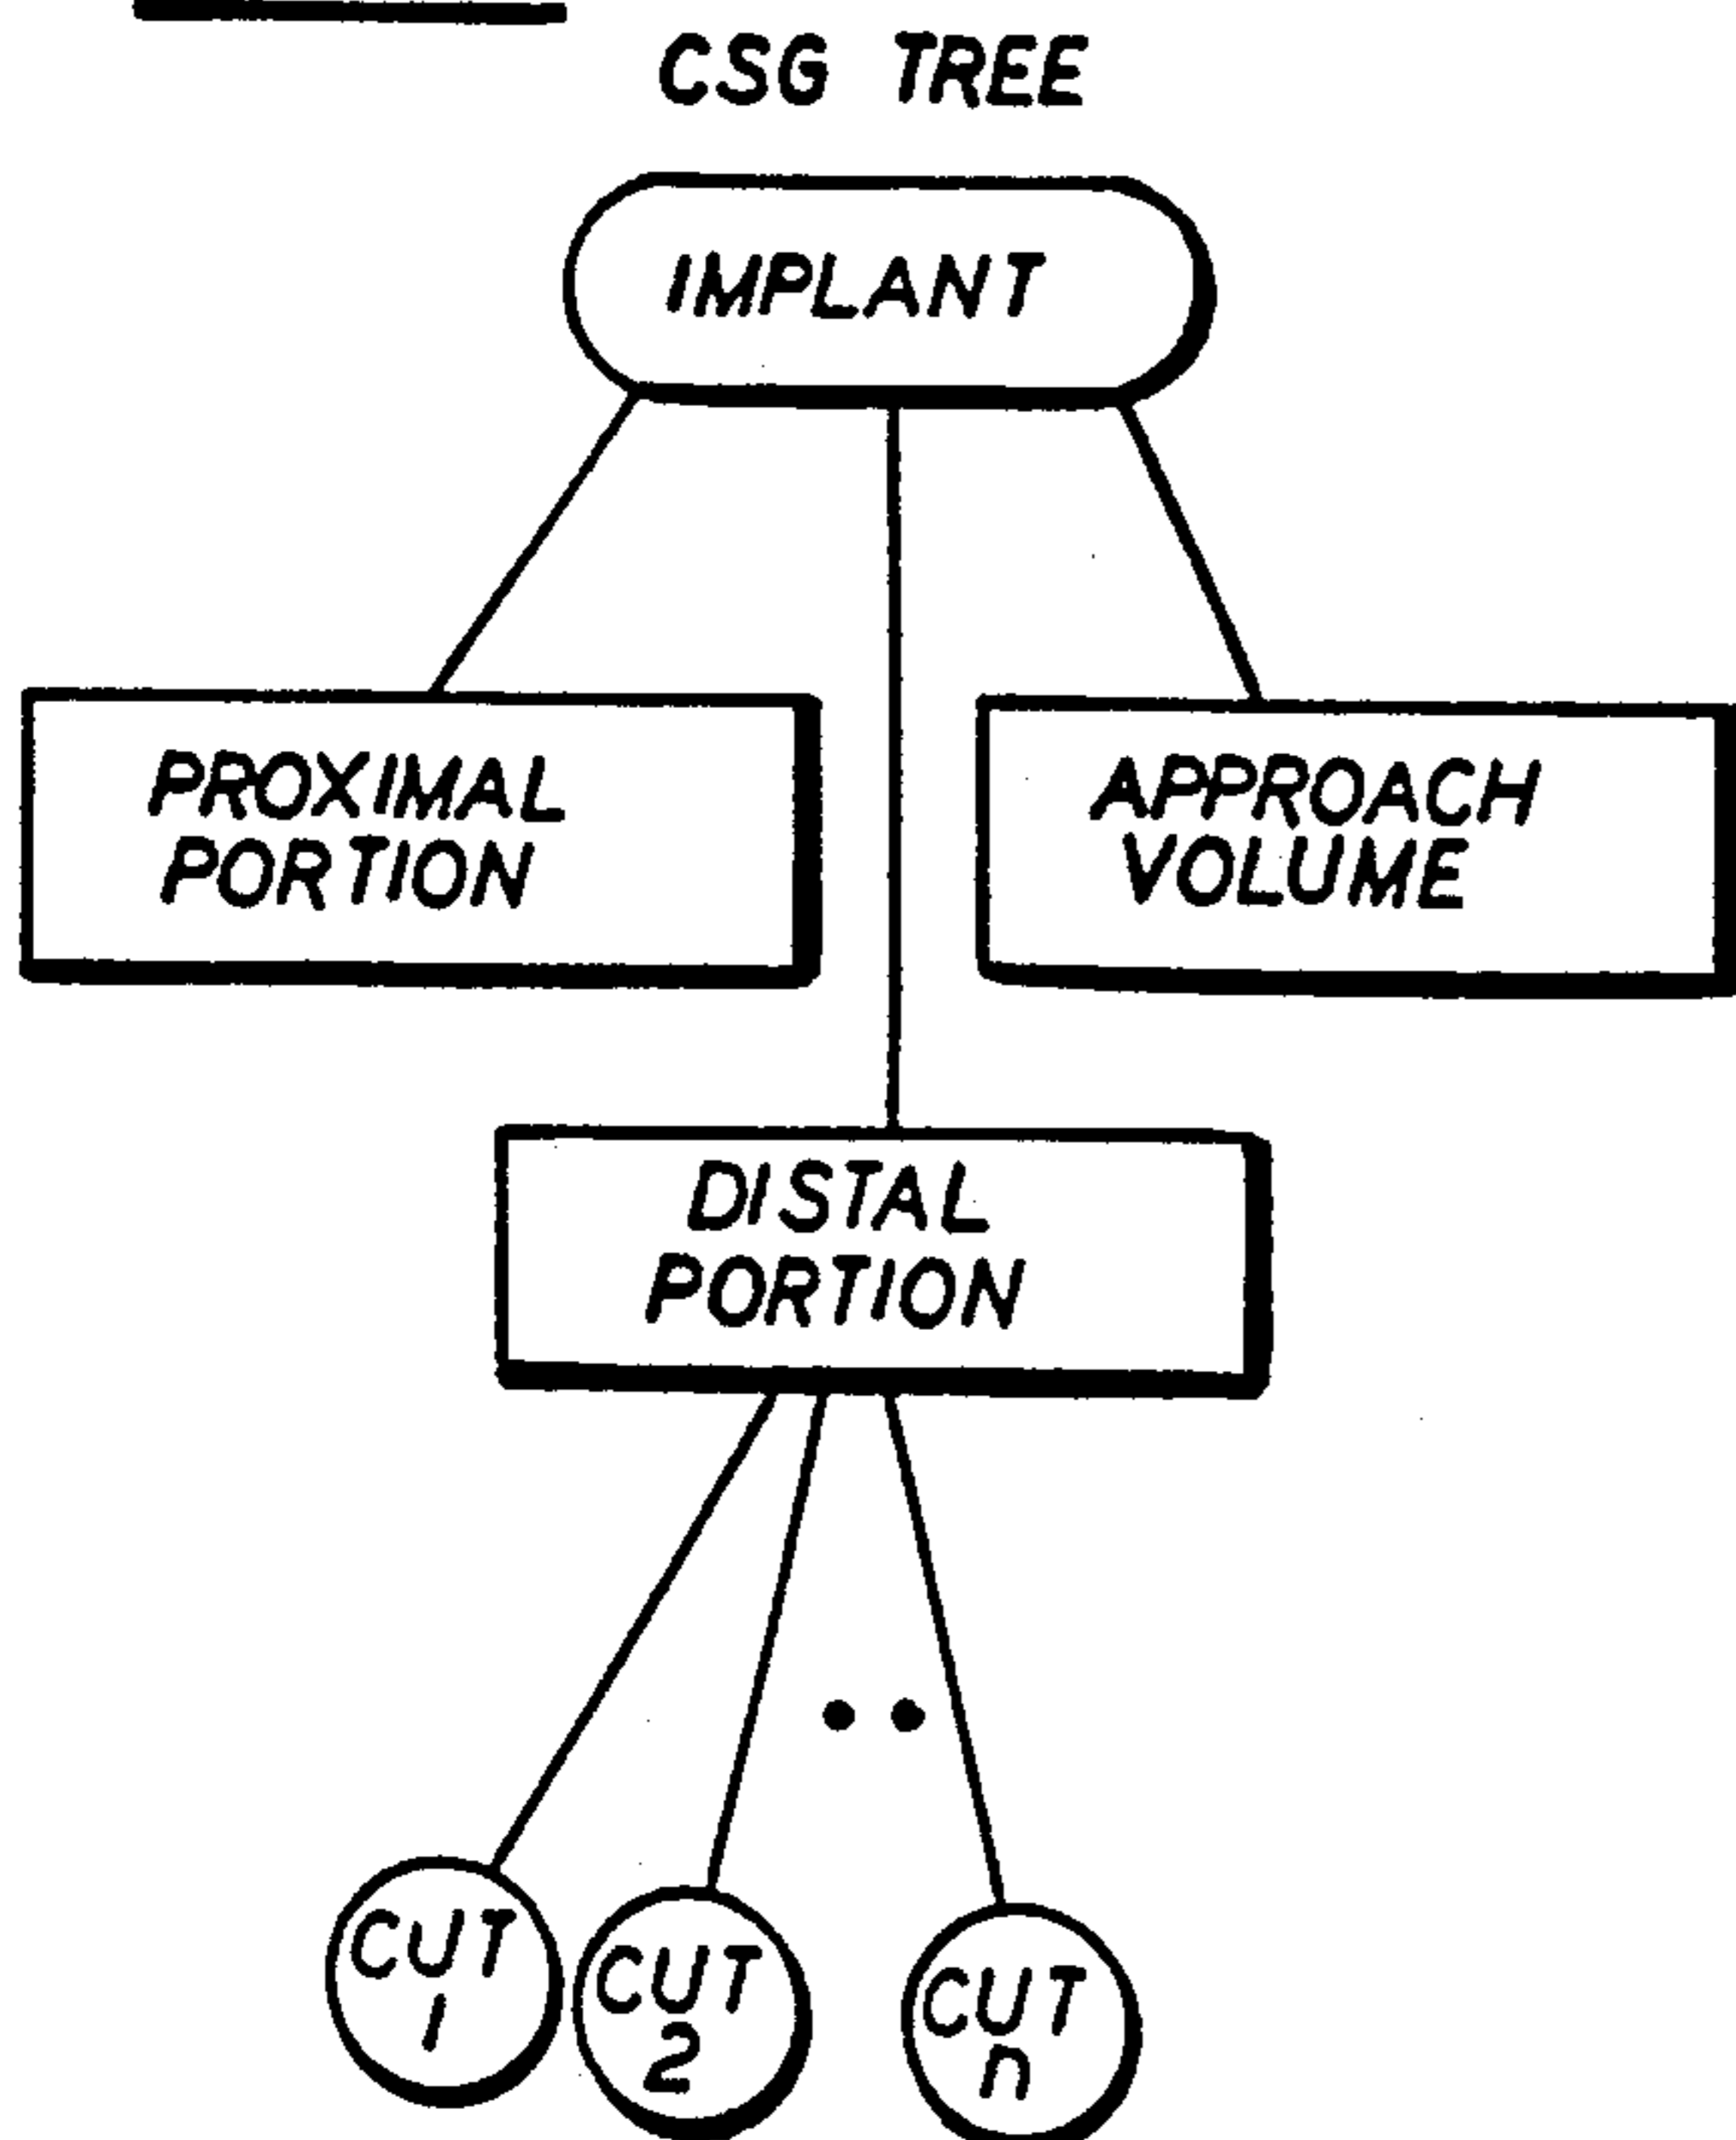 CSG TREE
IMPLANT
PROXIMAL
PORTION
APPROACH
VOLUME
DISTAL
PORTION
CUT
1
CUT
2
CUT
n